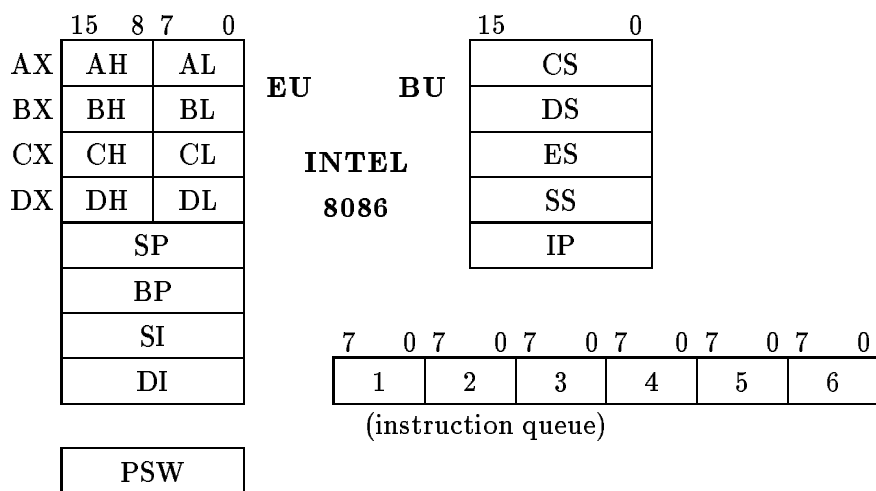 15 8 7 0 15 0
AX AH AL CS
EU BU
BX BH BL DS
CX CH CL ES
INTEL
DX DH DL SS
8086
SP IP
BP
SI
7 0 7 0 7 0 7 0 7 0 7 0
DI 1 2 3 4 5 6
(instruction queue)
PSW